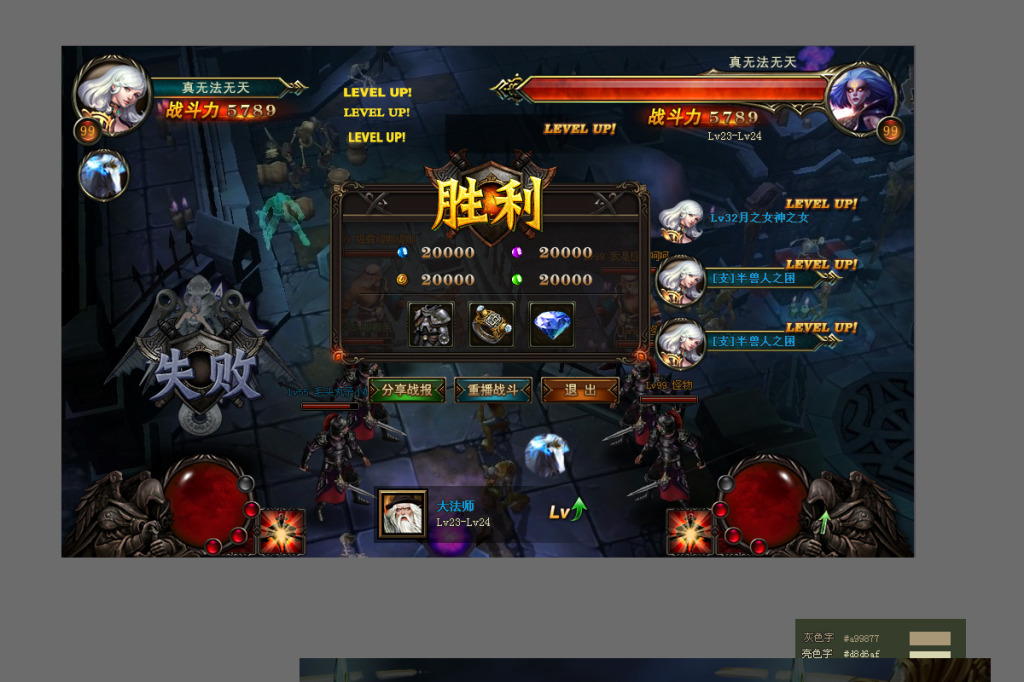 真无法无天
战斗力 5789
99
LEVEL UP!
LEVEL UP!
LEVEL UP!
LEVEL UP!
真无法无天
战斗力 5789
Lv23-Lv24
99
胜利
20000
20000
20000
20000
LEVEL UP!
Lv32月之女神之女
LEVEL UP!
[支]半兽人之困
LEVEL UP!
[支]半兽人之困
失败
分享战报
重播战斗
退出
Lv99 怪物
大法师
Lv23-Lv24
Lv
灰色字 #a99877
亮色字 #d8d6af